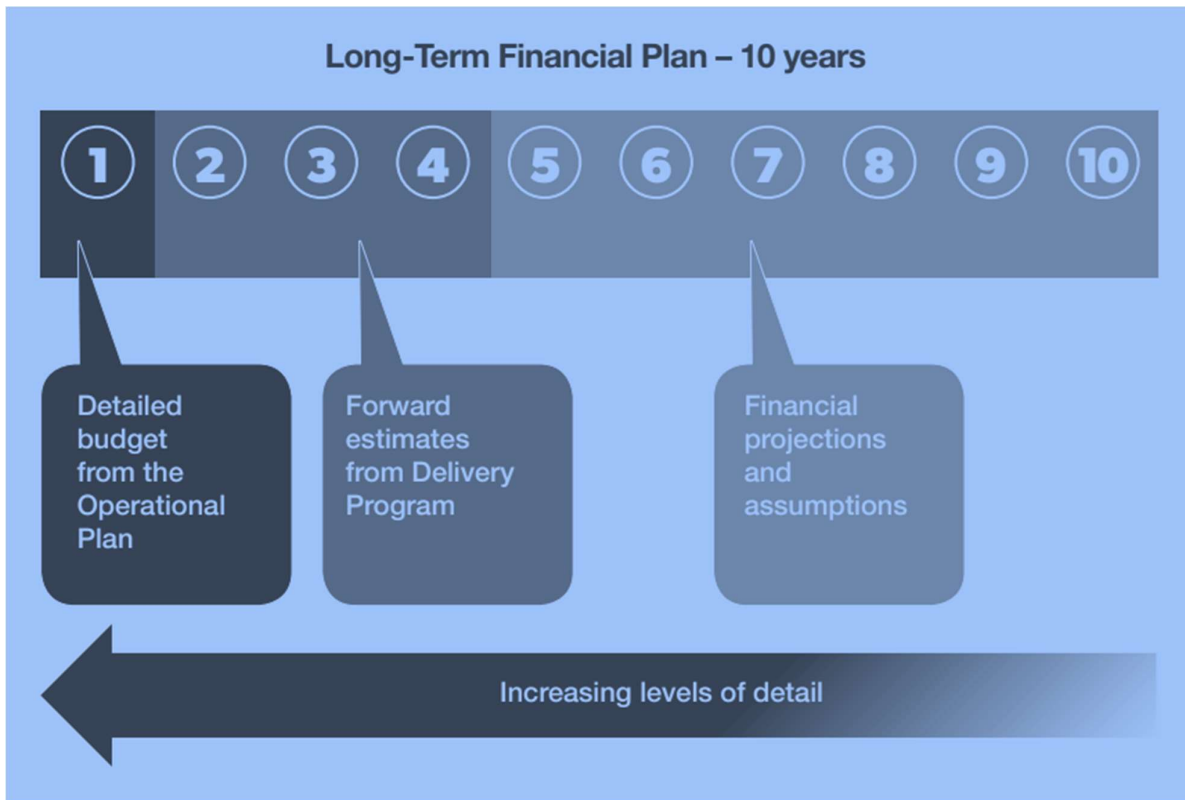 Long-Term Financial Plan – 10 years
1 2 3 4 5 6 7 8 9 10
Detailed
budget
from the
Operational
Plan
Forward
estimates
from Delivery
Program
Financial
projections
and
assumptions
Increasing levels of detail